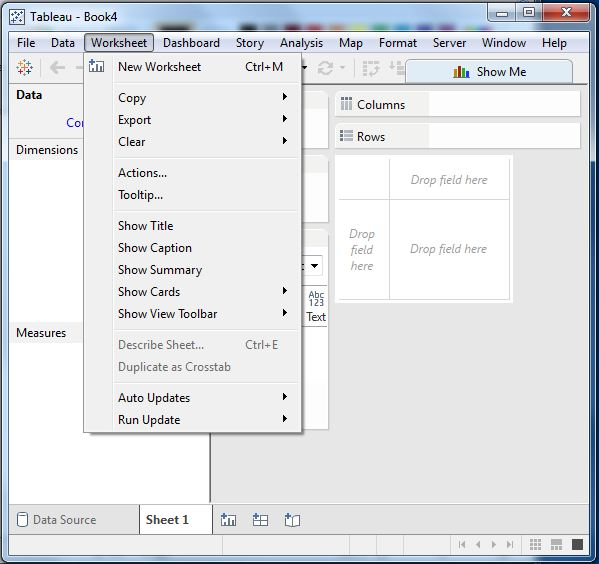 Tableau - Book4
File Data Worksheet Dashboard Story Analysis Map Format Server Window Help
Show Me
New Worksheet Ctrl+M
Copy
Export
Clear
Actions...
Tooltip...
Show Title
Show Caption
Show Summary
Show Cards
Show View Toolbar
Describe Sheet... Ctrl+E
Duplicate as Crosstab
Auto Updates
Run Update
Data
Dimensions
Measures
Columns
Rows
Drop field here
Drop
field
here
Drop field here
Abc
123
Text
Data Source Sheet 1